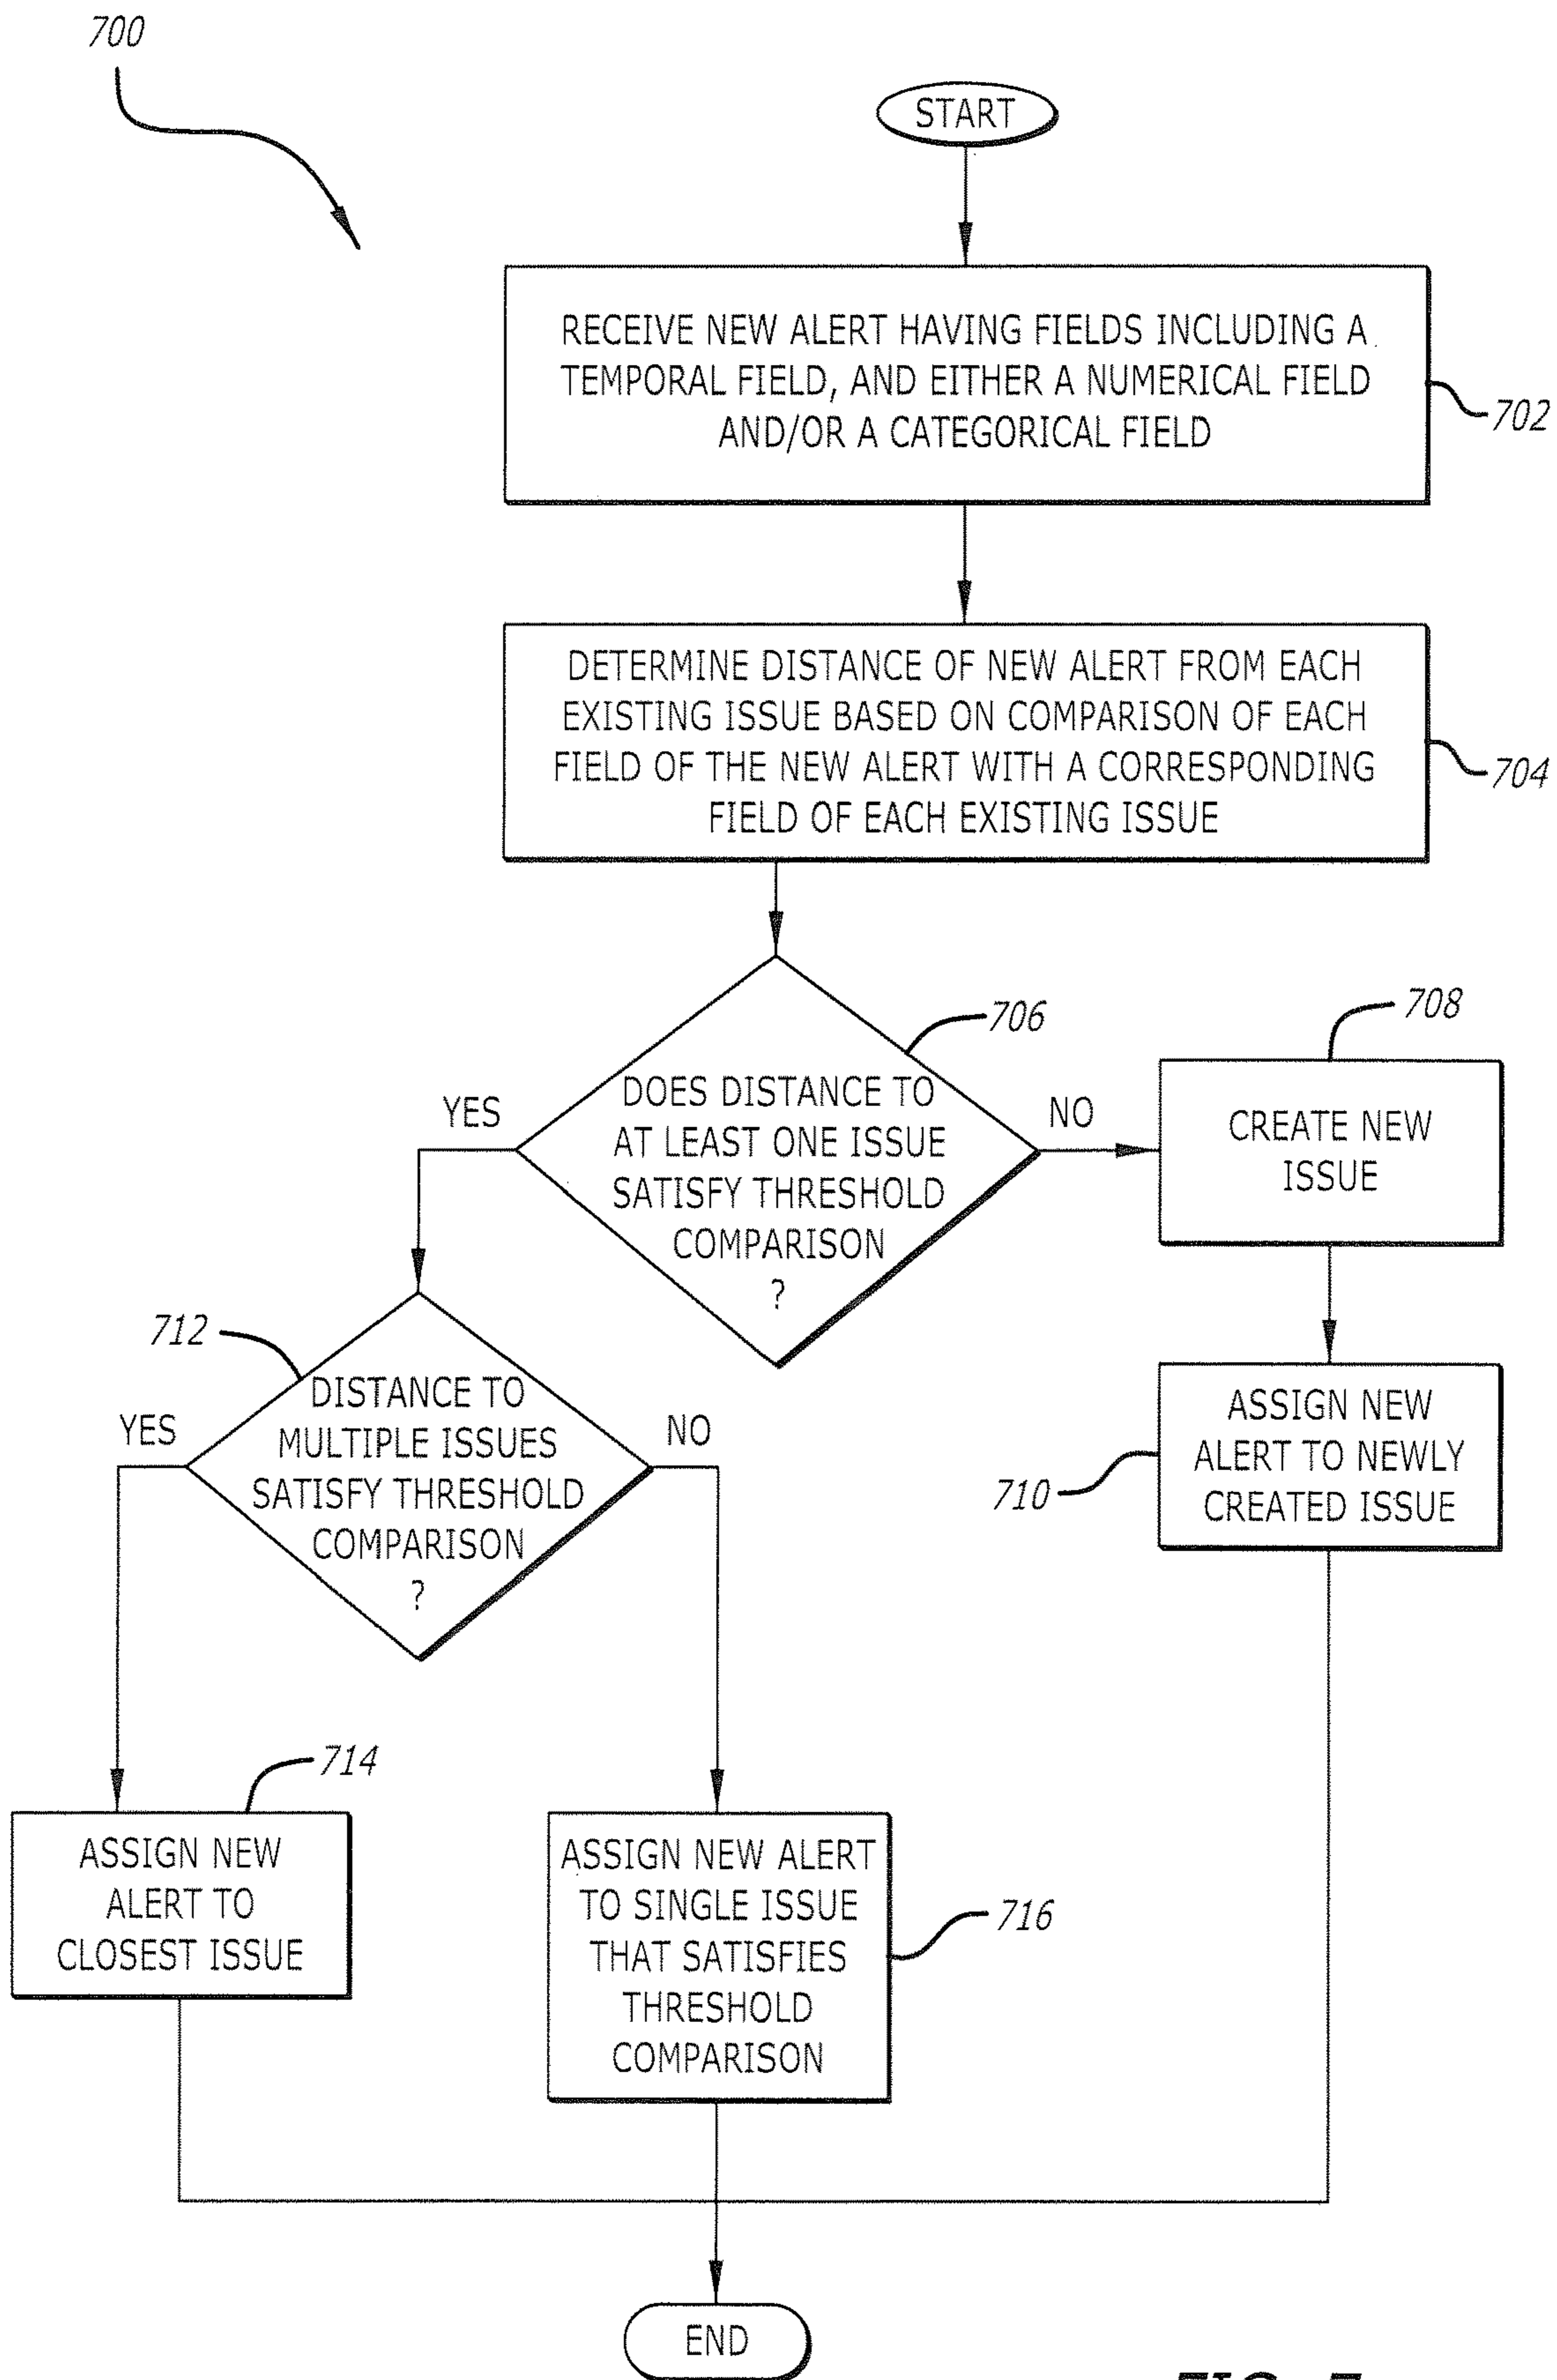 700
START
RECEIVE NEW ALERT HAVING FIELDS INCLUDING A
TEMPORAL FIELD, AND EITHER A NUMERICAL FIELD
AND/OR A CATEGORICAL FIELD
702
DETERMINE DISTANCE OF NEW ALERT FROM EACH
EXISTING ISSUE BASED ON COMPARISON OF EACH
FIELD OF THE NEW ALERT WITH A CORRESPONDING
FIELD OF EACH EXISTING ISSUE
704
706
DOES DISTANCE TO
AT LEAST ONE ISSUE
SATISFY THRESHOLD
COMPARISON
?
YES
NO
708
CREATE NEW
ISSUE
710
ASSIGN NEW
ALERT TO NEWLY
CREATED ISSUE
712
DISTANCE TO
MULTIPLE ISSUES
SATISFY THRESHOLD
COMPARISON
?
YES
NO
714
ASSIGN NEW
ALERT TO
CLOSEST ISSUE
ASSIGN NEW ALERT
TO SINGLE ISSUE
THAT SATISFIES
THRESHOLD
COMPARISON
716
END